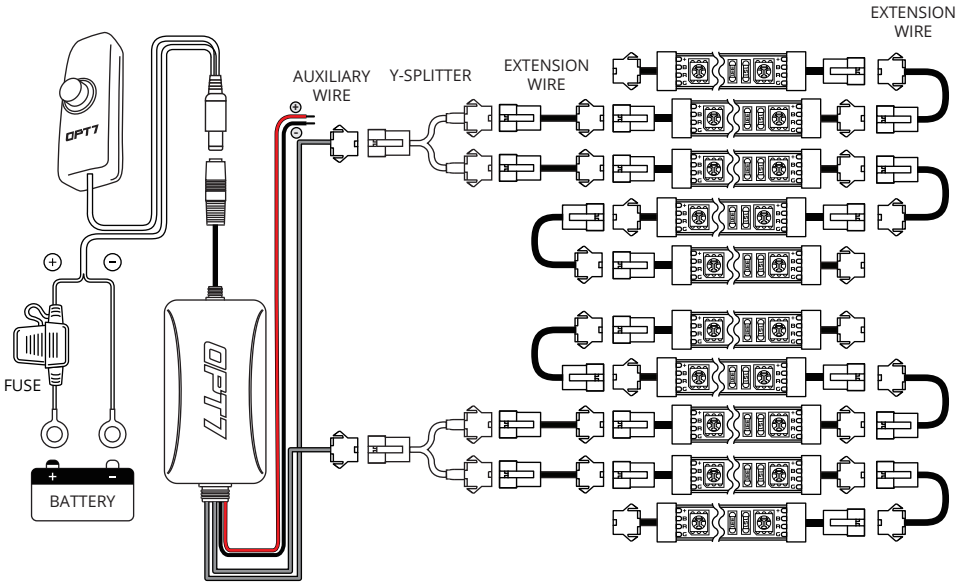 EXTENSION
WIRE
AUXILIARY
WIRE
Y-SPLITTER
EXTENSION
WIRE
OPT7
+
−
+
−
OPT7
FUSE
+
−
BATTERY